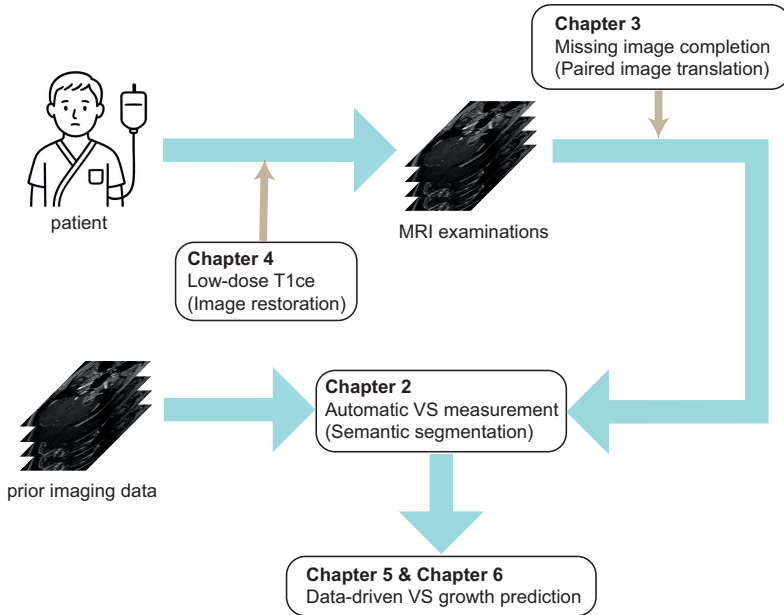 Chapter 3
Missing image completion
(Paired image translation)
patient
MRI examinations
Chapter 4
Low-dose T1ce
(Image restoration)
Chapter 2
Automatic VS measurement
(Semantic segmentation)
prior imaging data
Chapter 5 & Chapter 6
Data-driven VS growth prediction